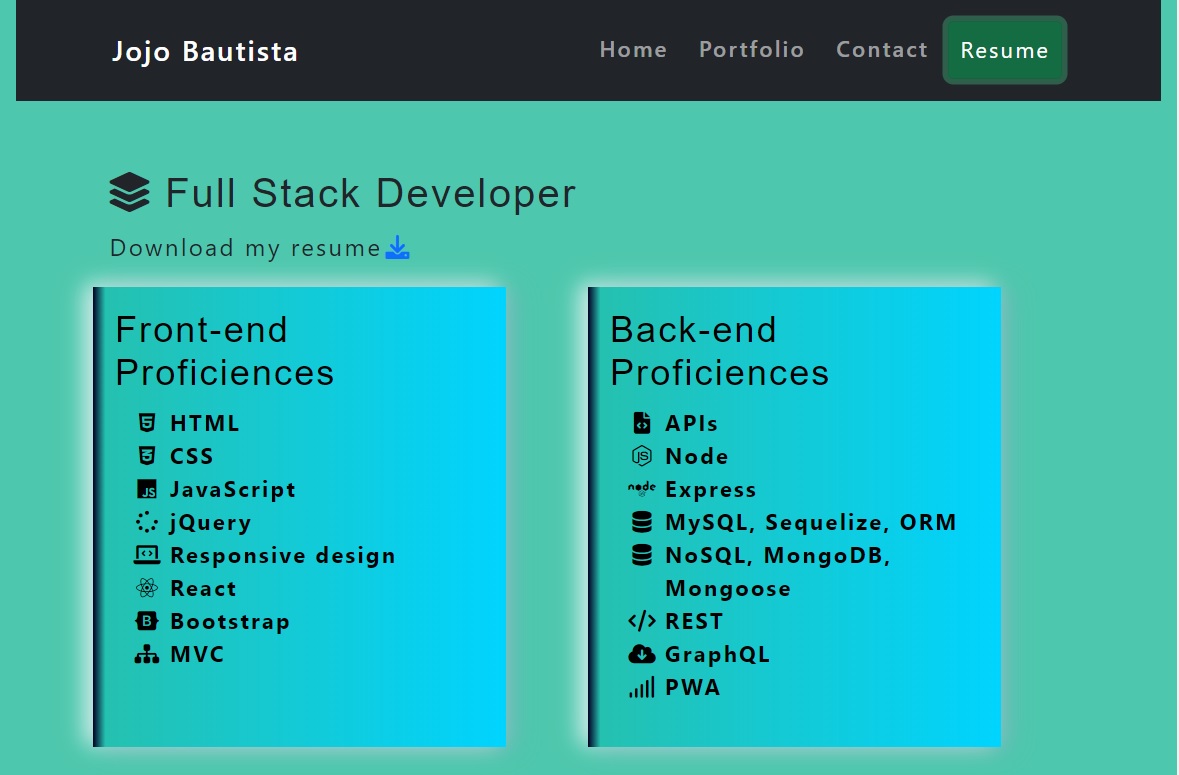 Jojo Bautista
Home Portfolio Contact Resume
Full Stack Developer
Download my resume
Front-end
Proficiences
HTML
CSS
JavaScript
jQuery
Responsive design
React
Bootstrap
MVC
Back-end
Proficiences
APIs
Node
Express
MySQL, Sequelize, ORM
NoSQL, MongoDB,
Mongoose
REST
GraphQL
PWA